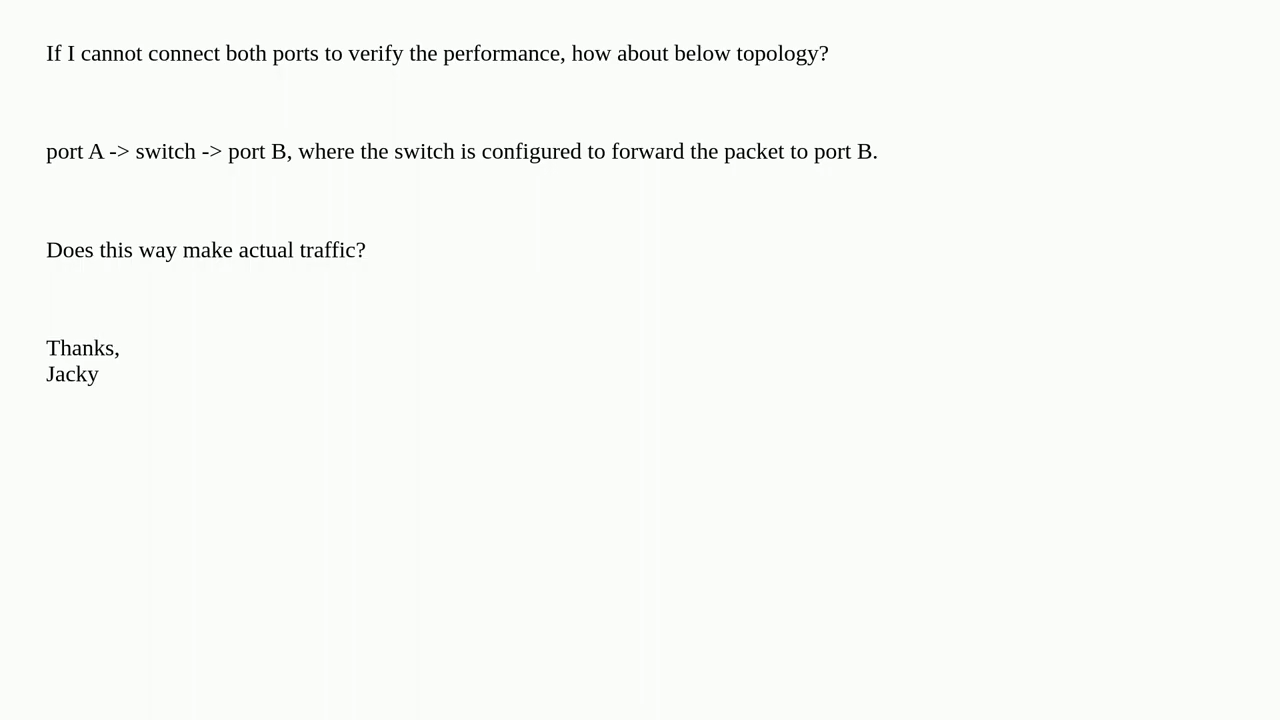 If I cannot connect both ports to verify the performance, how about below topology?
port A -> switch -> port B, where the switch is configured to forward the packet to port B.
Does this way make actual traffic?
Thanks,
Jacky